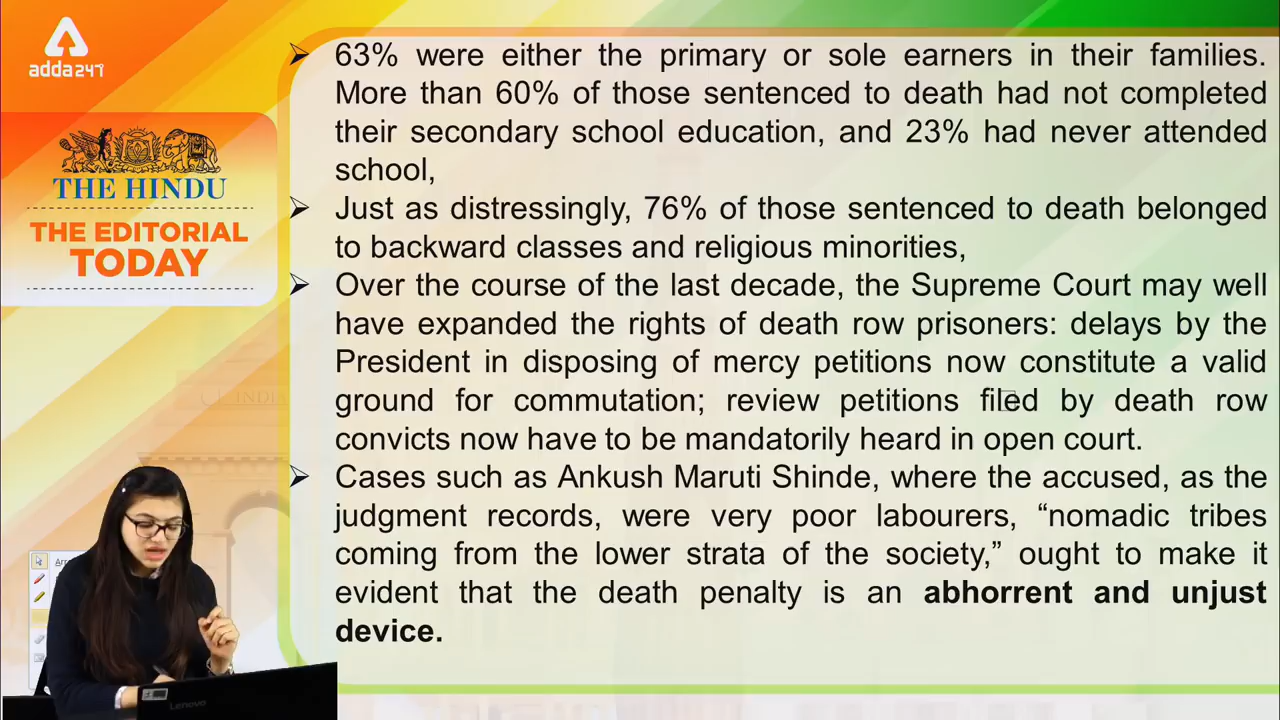 adda247
THE HINDU
THE EDITORIAL
TODAY
63% were either the primary or sole earners in their families.
More than 60% of those sentenced to death had not completed
their secondary school education, and 23% had never attended
school,
Just as distressingly, 76% of those sentenced to death belonged
to backward classes and religious minorities,
Over the course of the last decade, the Supreme Court may well
have expanded the rights of death row prisoners: delays by the
President in disposing of mercy petitions now constitute a valid
ground for commutation; review petitions filed by death row
convicts now have to be mandatorily heard in open court.
Cases such as Ankush Maruti Shinde, where the accused, as the
judgment records, were very poor labourers, “nomadic tribes
coming from the lower strata of the society,” ought to make it
evident that the death penalty is an abhorrent and unjust
device.
INDIA
Lenovo